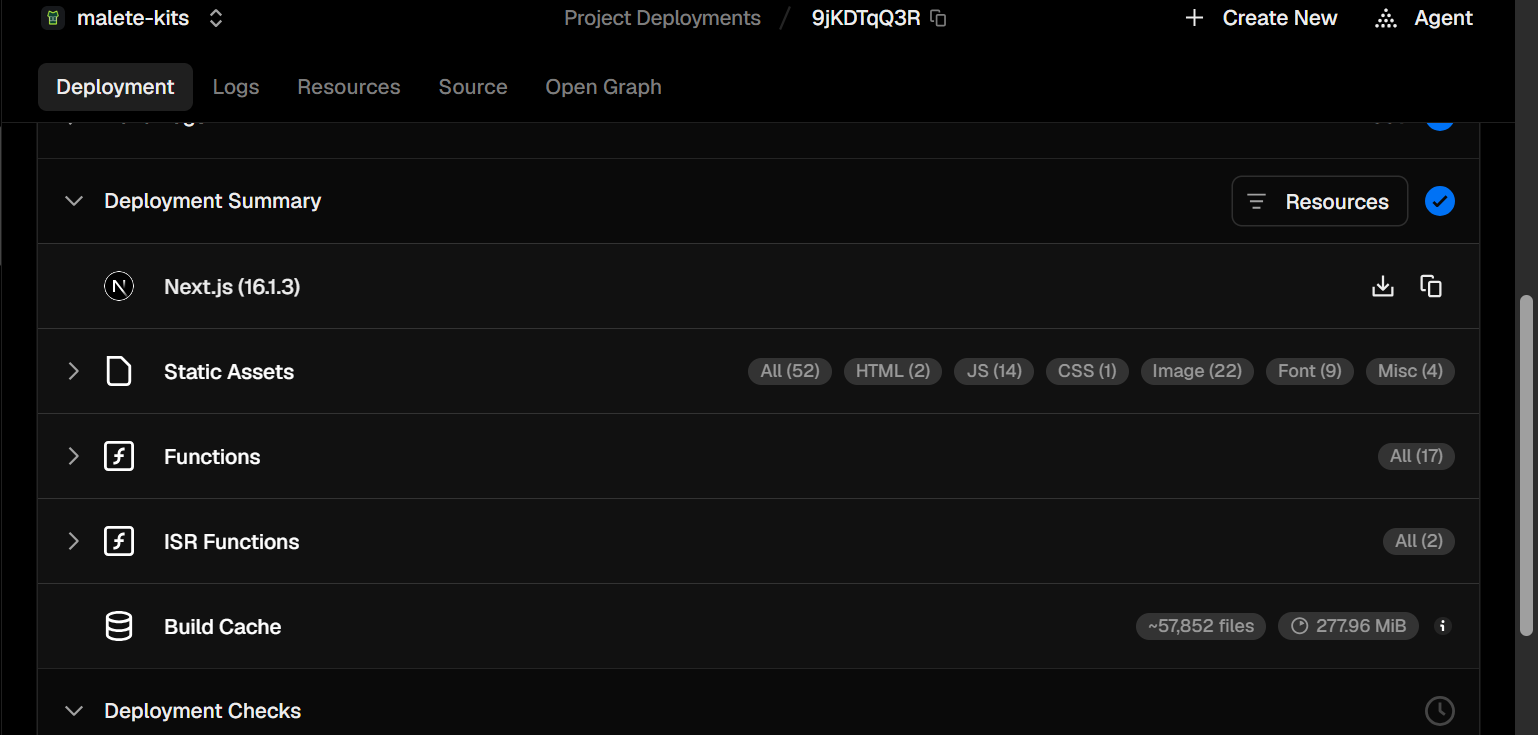 malete-kits
Project Deployments / 9jKDTqQ3R
Create New
Agent
Deployment
Logs
Resources
Source
Open Graph
Deployment Summary
Resources
Next.js (16.1.3)
Static Assets
All (52)
HTML (2)
JS (14)
CSS (1)
Image (22)
Font (9)
Misc (4)
Functions
All (17)
ISR Functions
All (2)
Build Cache
~57,852 files
277.96 MiB
Deployment Checks